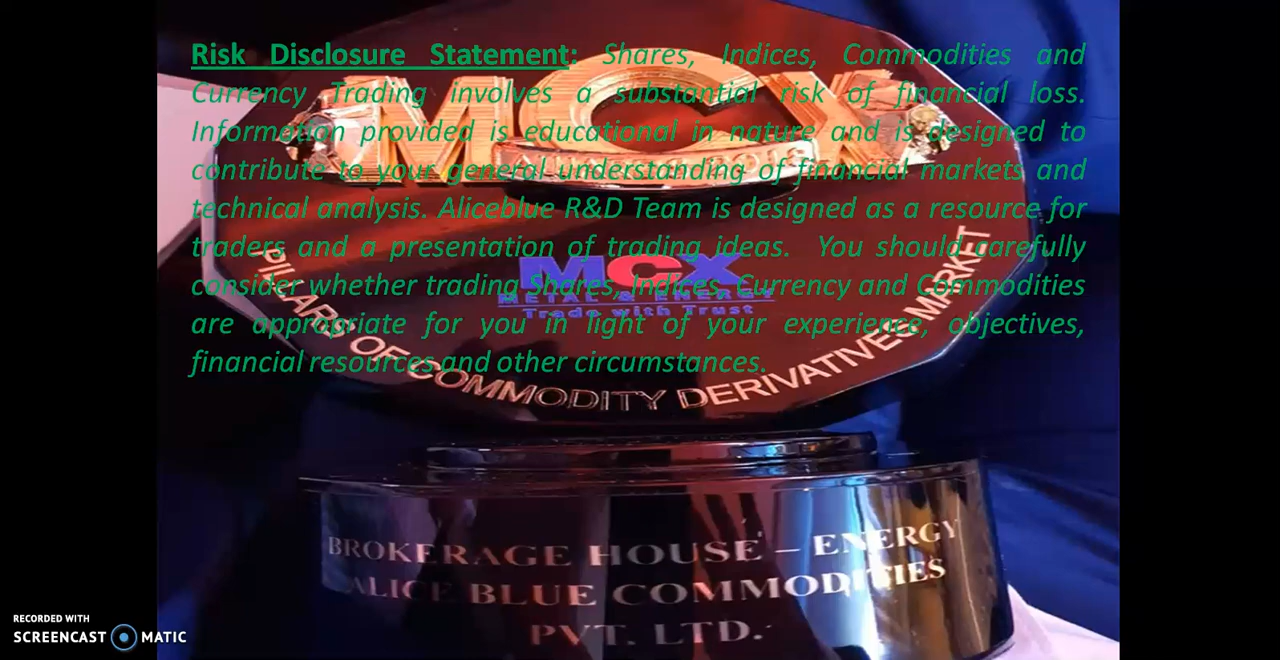 Risk Disclosure Statement: Shares, Indices, Commodities and
Currency Trading involves a substantial risk of financial loss.
Information provided is educational in nature and is designed to
contribute to your general understanding of financial markets and
technical analysis. Aliceblue R&D Team is designed as a resource for
traders and a presentation of trading ideas. You should carefully
consider whether trading Shares, Indices, Currency and Commodities
are appropriate for you in light of your experience, objectives,
financial resources and other circumstances.
MCX
MCX
METAL & ENERGY
Trade with Trust
PILLARS OF COMMODITY DERIVATIVES MARKET
BROKERAGE HOUSE – ENERGY
ALICE BLUE COMMODITIES
PVT. LTD.
RECORDED WITH
SCREENCAST MATIC